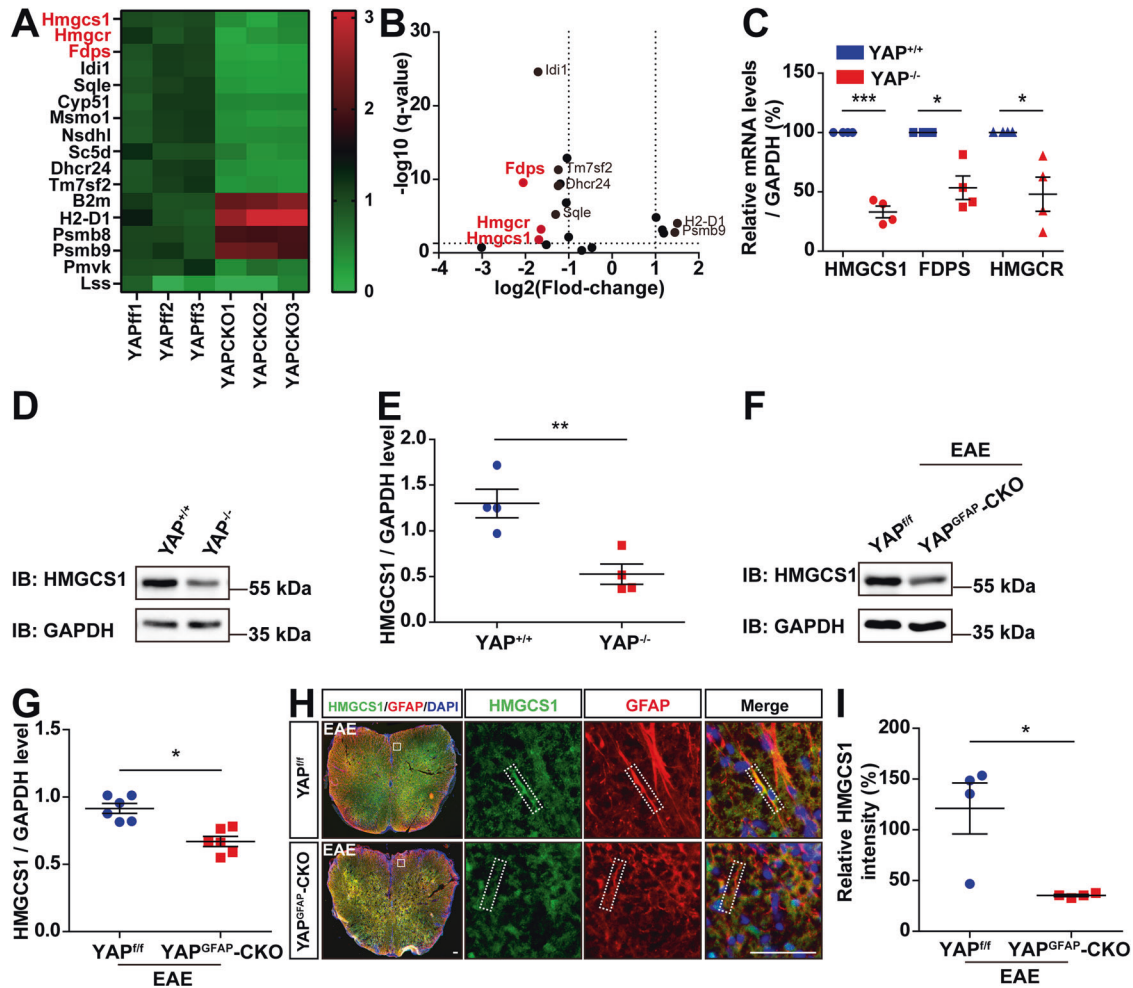 A
Hmgcs1
Hmgcr
Fdps
Idi1
Sqle
Cyp51
Msmo1
Nsdhl
Sc5d
Dhcr24
Tm7sf2
B2m
H2-D1
Psmb8
Psmb9
Pmvk
Lss
YAPff1
YAPff2
YAPff3
YAPCKO1
YAPCKO2
YAPCKO3
3
2
1
0
B
-log10 (q-value)
30
20
10
0
Idi1
Fdps
Tm7sf2
Dhcr24
Sqle
Hmgcr
Hmgcs1
H2-D1
Psmb9
-4 -3 -2 -1 0 1 2
log2(Flod-change)
C
YAP+/+
YAP-/-
Relative mRNA levels
/ GAPDH (%)
150
100
50
0
*** * *
HMGCS1 FDPS HMGCR
D
YAP+/+ YAP-/-
IB: HMGCS1
55 kDa
IB: GAPDH
35 kDa
E
HMGCS1 / GAPDH level
2.0
1.5
1.0
0.5
0.0
**
YAP+/+ YAP-/-
F
EAE
YAPf/f YAPGFAP-CKO
IB: HMGCS1
55 kDa
IB: GAPDH
35 kDa
G
HMGCS1 / GAPDH level
1.5
1.0
0.5
0.0
*
YAPf/f YAPGFAP-CKO
EAE
H
HMGCS1/GFAP/DAPI HMGCS1 GFAP Merge
YAPf/f
EAE
YAPGFAP-CKO
EAE
I
Relative HMGCS1
intensity (%)
200
150
100
50
0
*
YAPf/f YAPGFAP-CKO
EAE